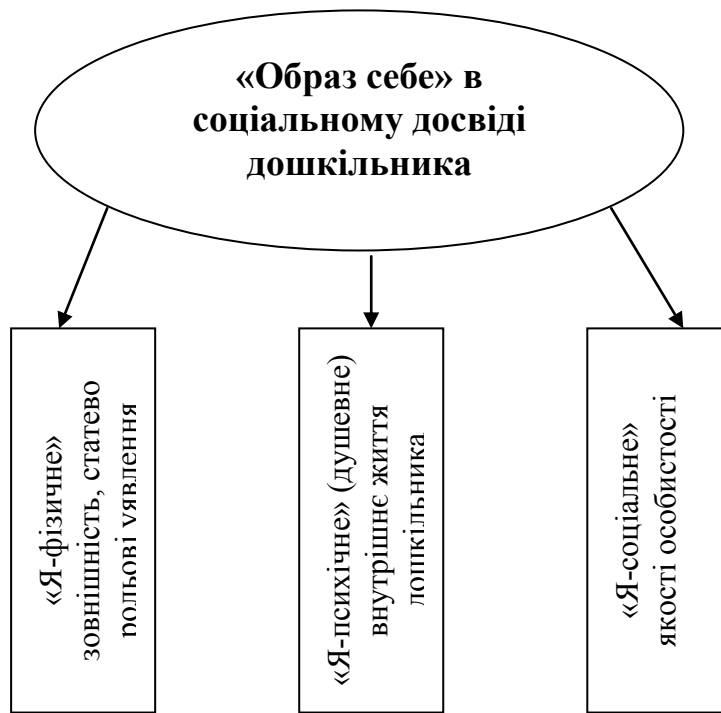 «Образ себе» в
соціальному досвіді
дошкільника
«Я-фізичне»
зовнішність, статево
рольові уявлення
«Я-психічне» (душевне)
внутрішнє життя
дошкільника
«Я-соціальне»
якості особистості